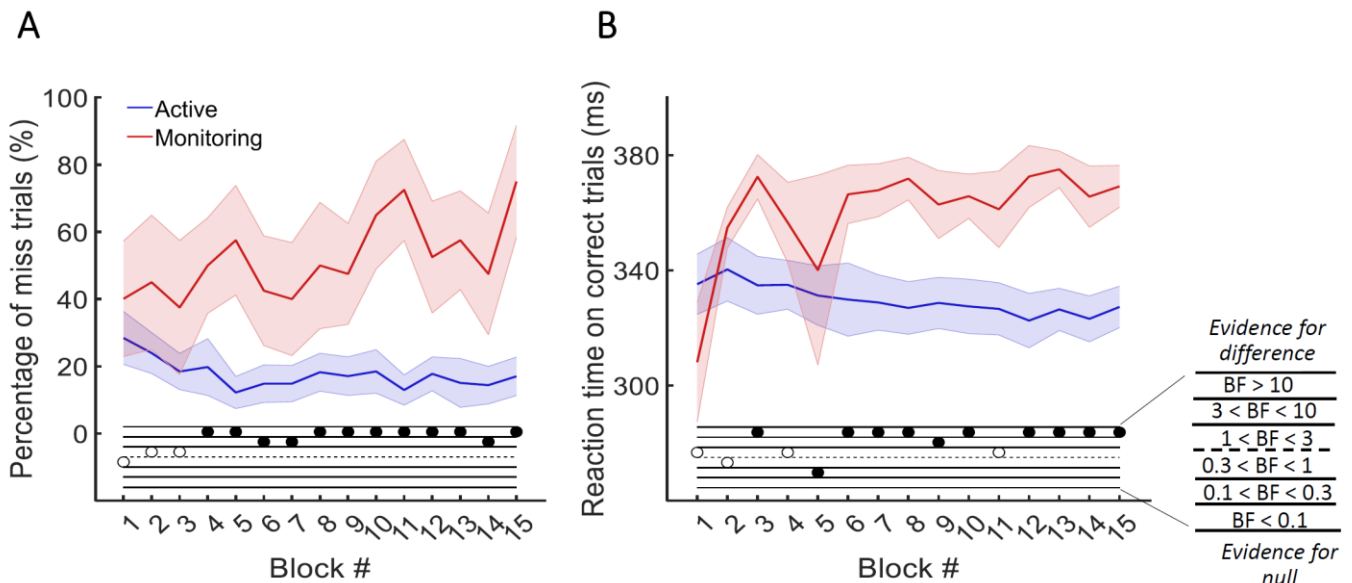 A
Percentage of miss trials (%)
100
80
60
40
20
0
Active
Monitoring
1 2 3 4 5 6 7 8 9 10 11 12 13 14 15
Block #
B
Reaction time on correct trials (ms)
380
340
300
1 2 3 4 5 6 7 8 9 10 11 12 13 14 15
Block #
Evidence for
difference
BF > 10
3 < BF < 10
1 < BF < 3
0.3 < BF < 1
0.1 < BF < 0.3
BF < 0.1
Evidence for
null